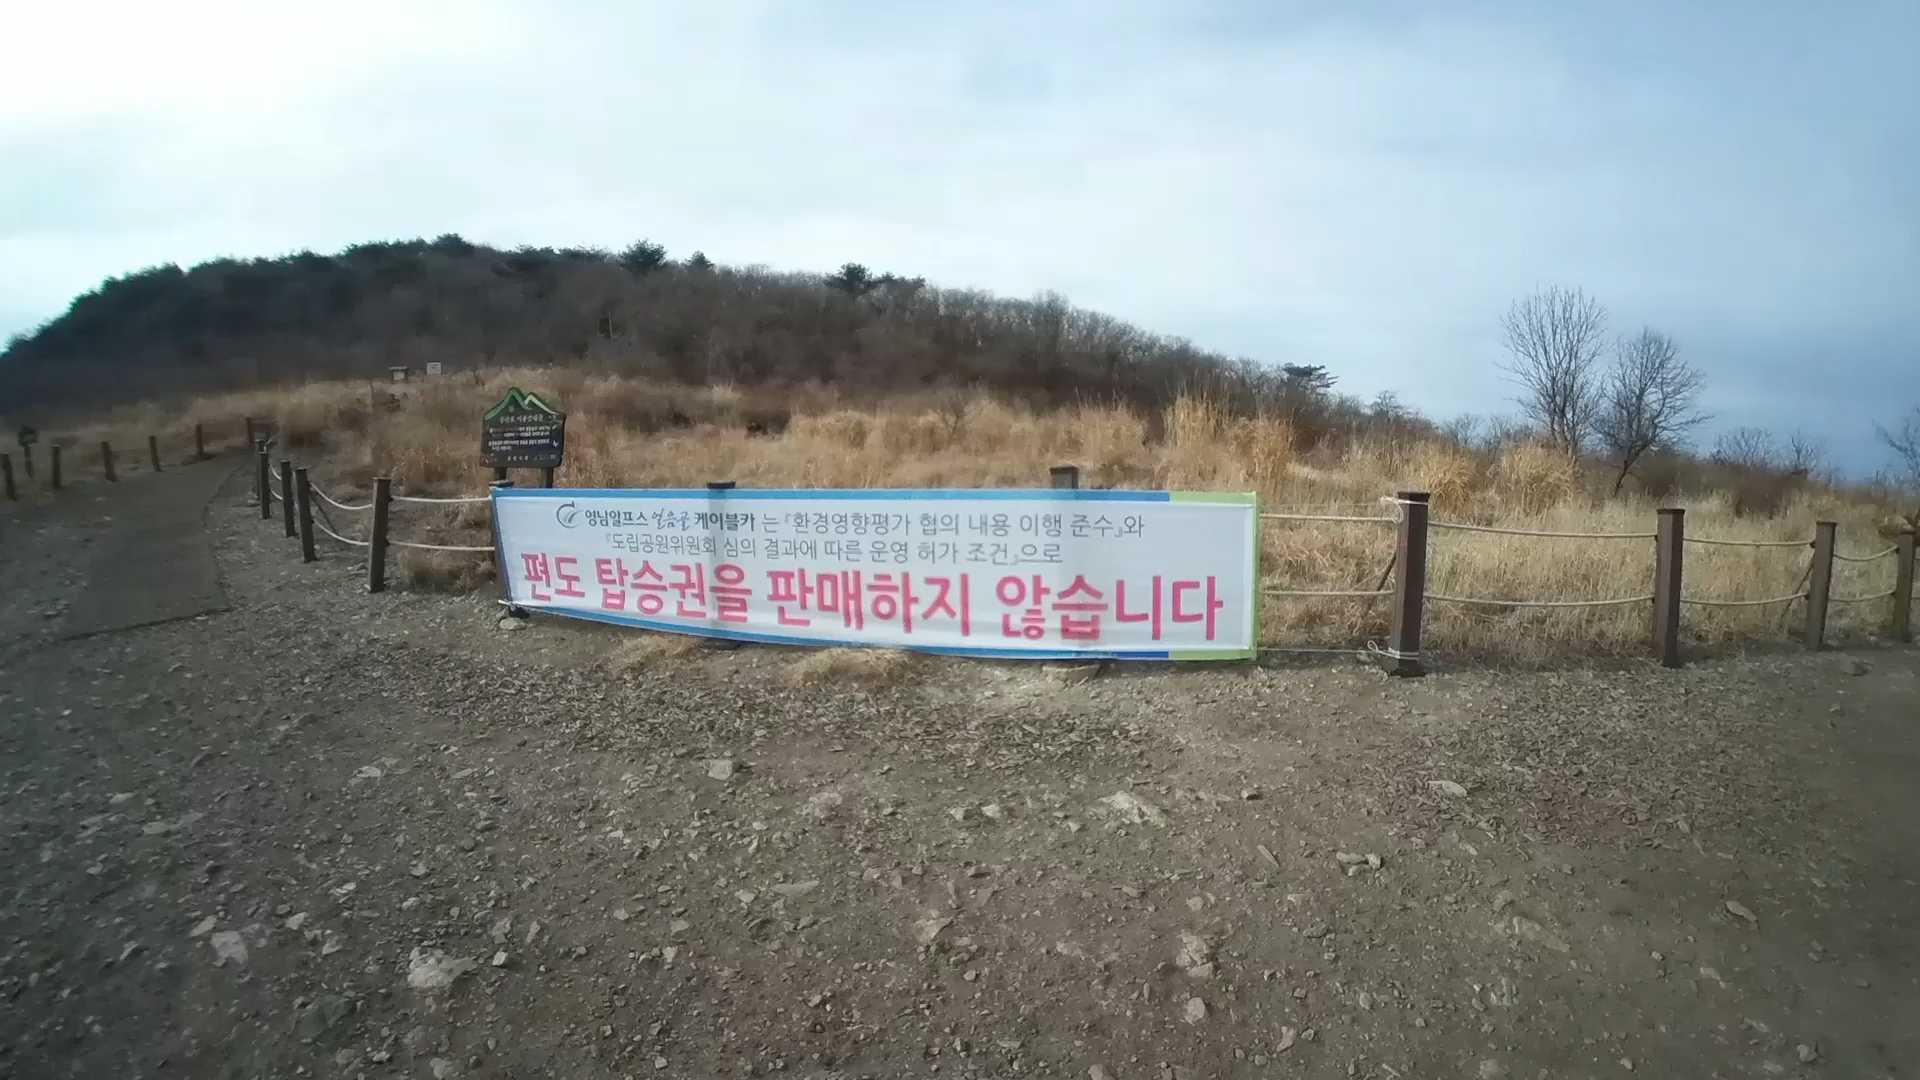 영남알프스 얼음골 케이블카 는 『환경영향평가 협의 내용 이행 준수』와
『도립공원위원회 심의 결과에 따른 운영 허가 조건』으로
편도 탑승권을 판매하지 않습니다